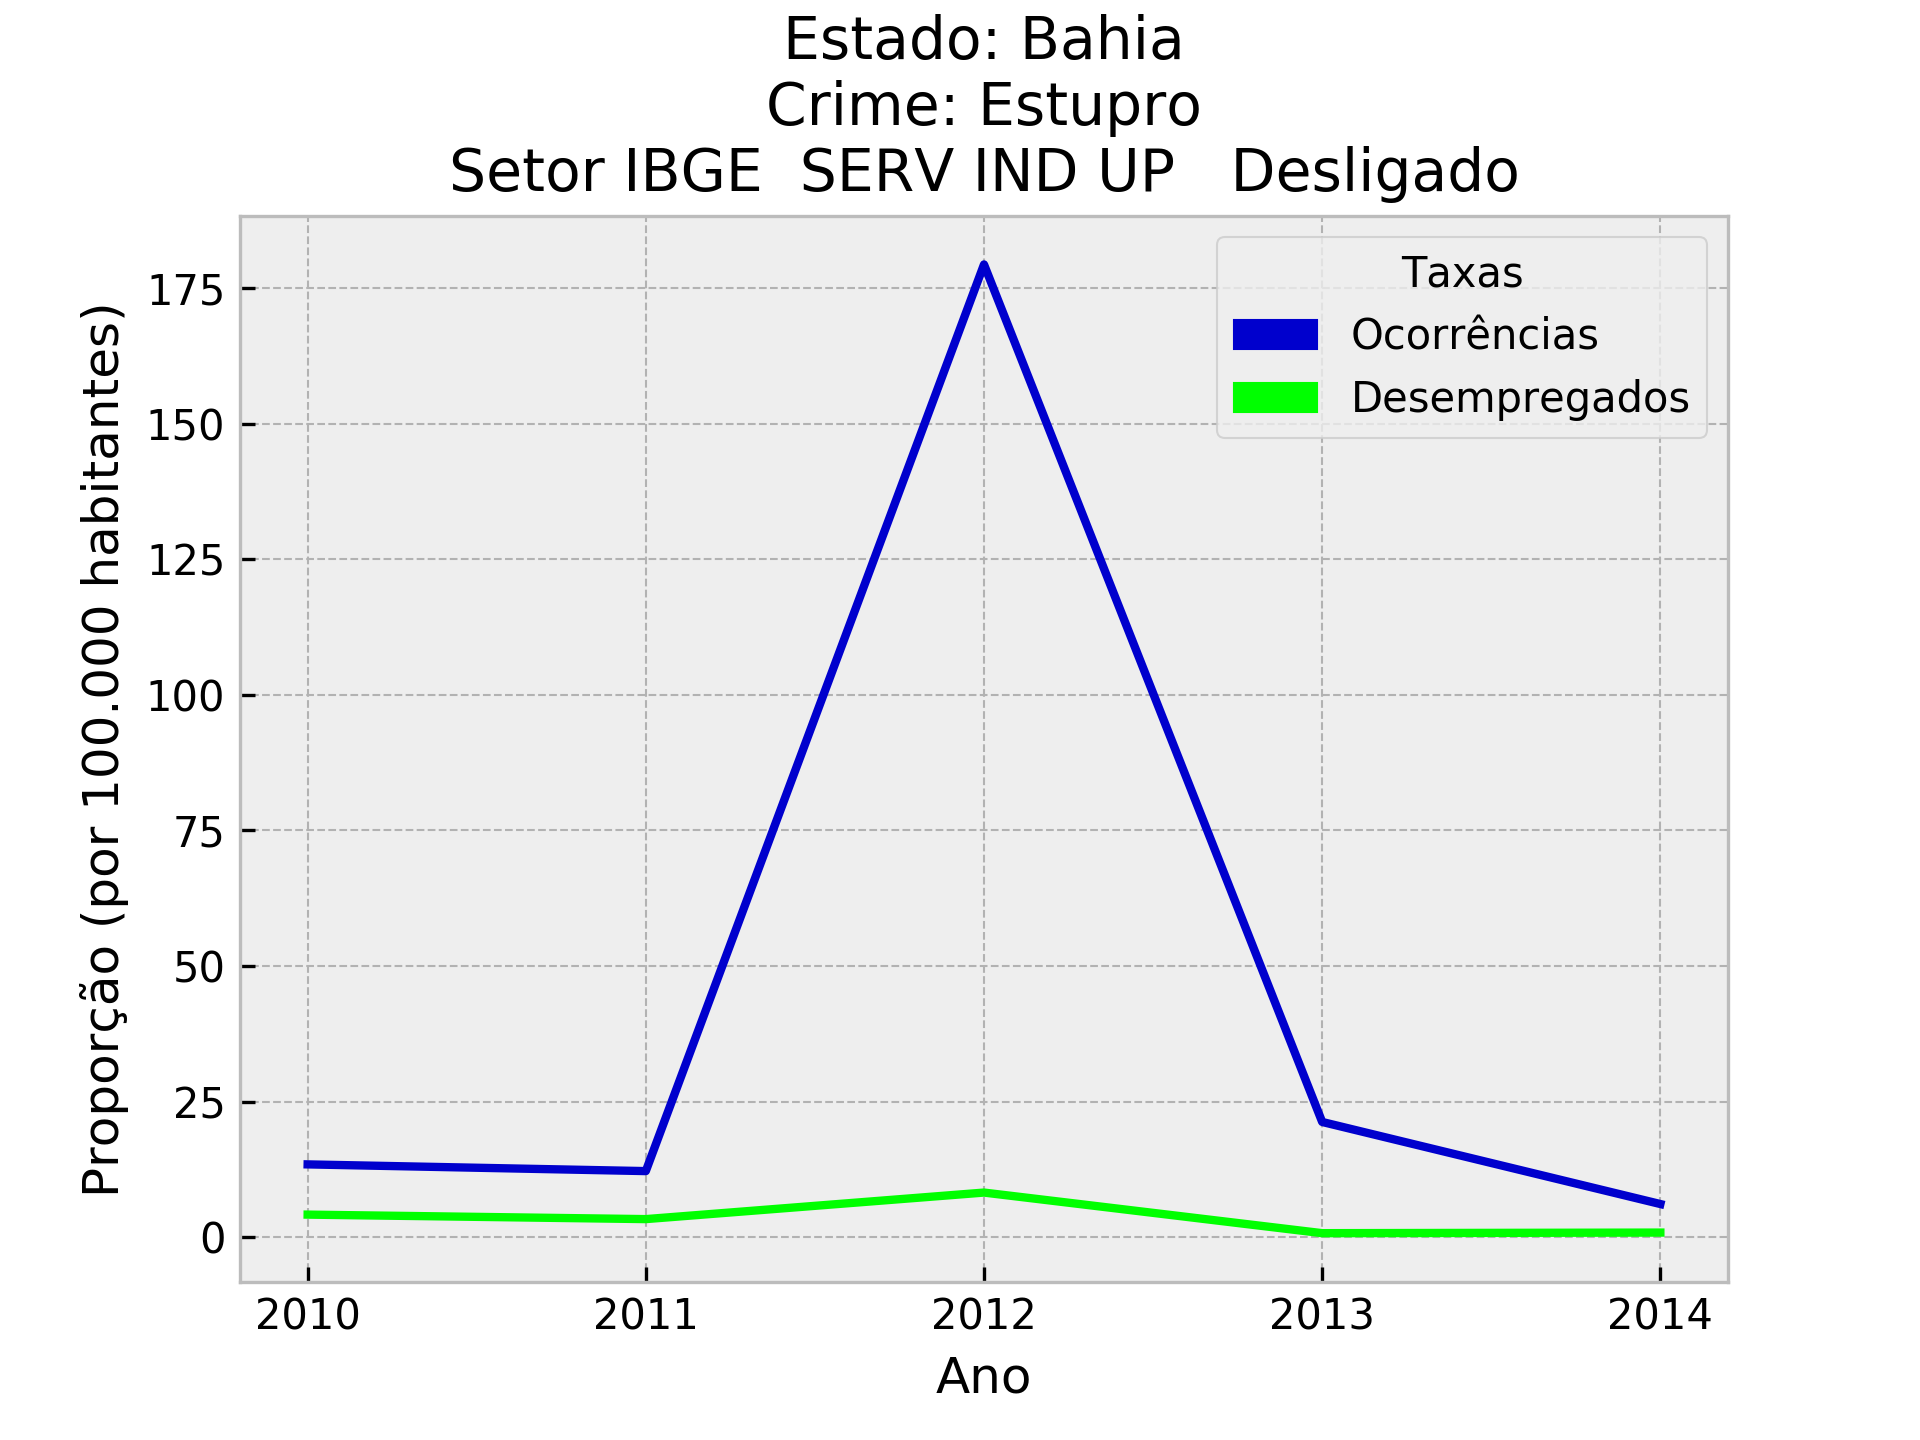 Estado: Bahia
Crime: Estupro
Setor IBGE  SERV IND UP   Desligado
Proporção (por 100.000 habitantes)
175
150
125
100
75
50
25
0
Taxas
Ocorrências
Desempregados
2010 2011 2012 2013 2014
Ano